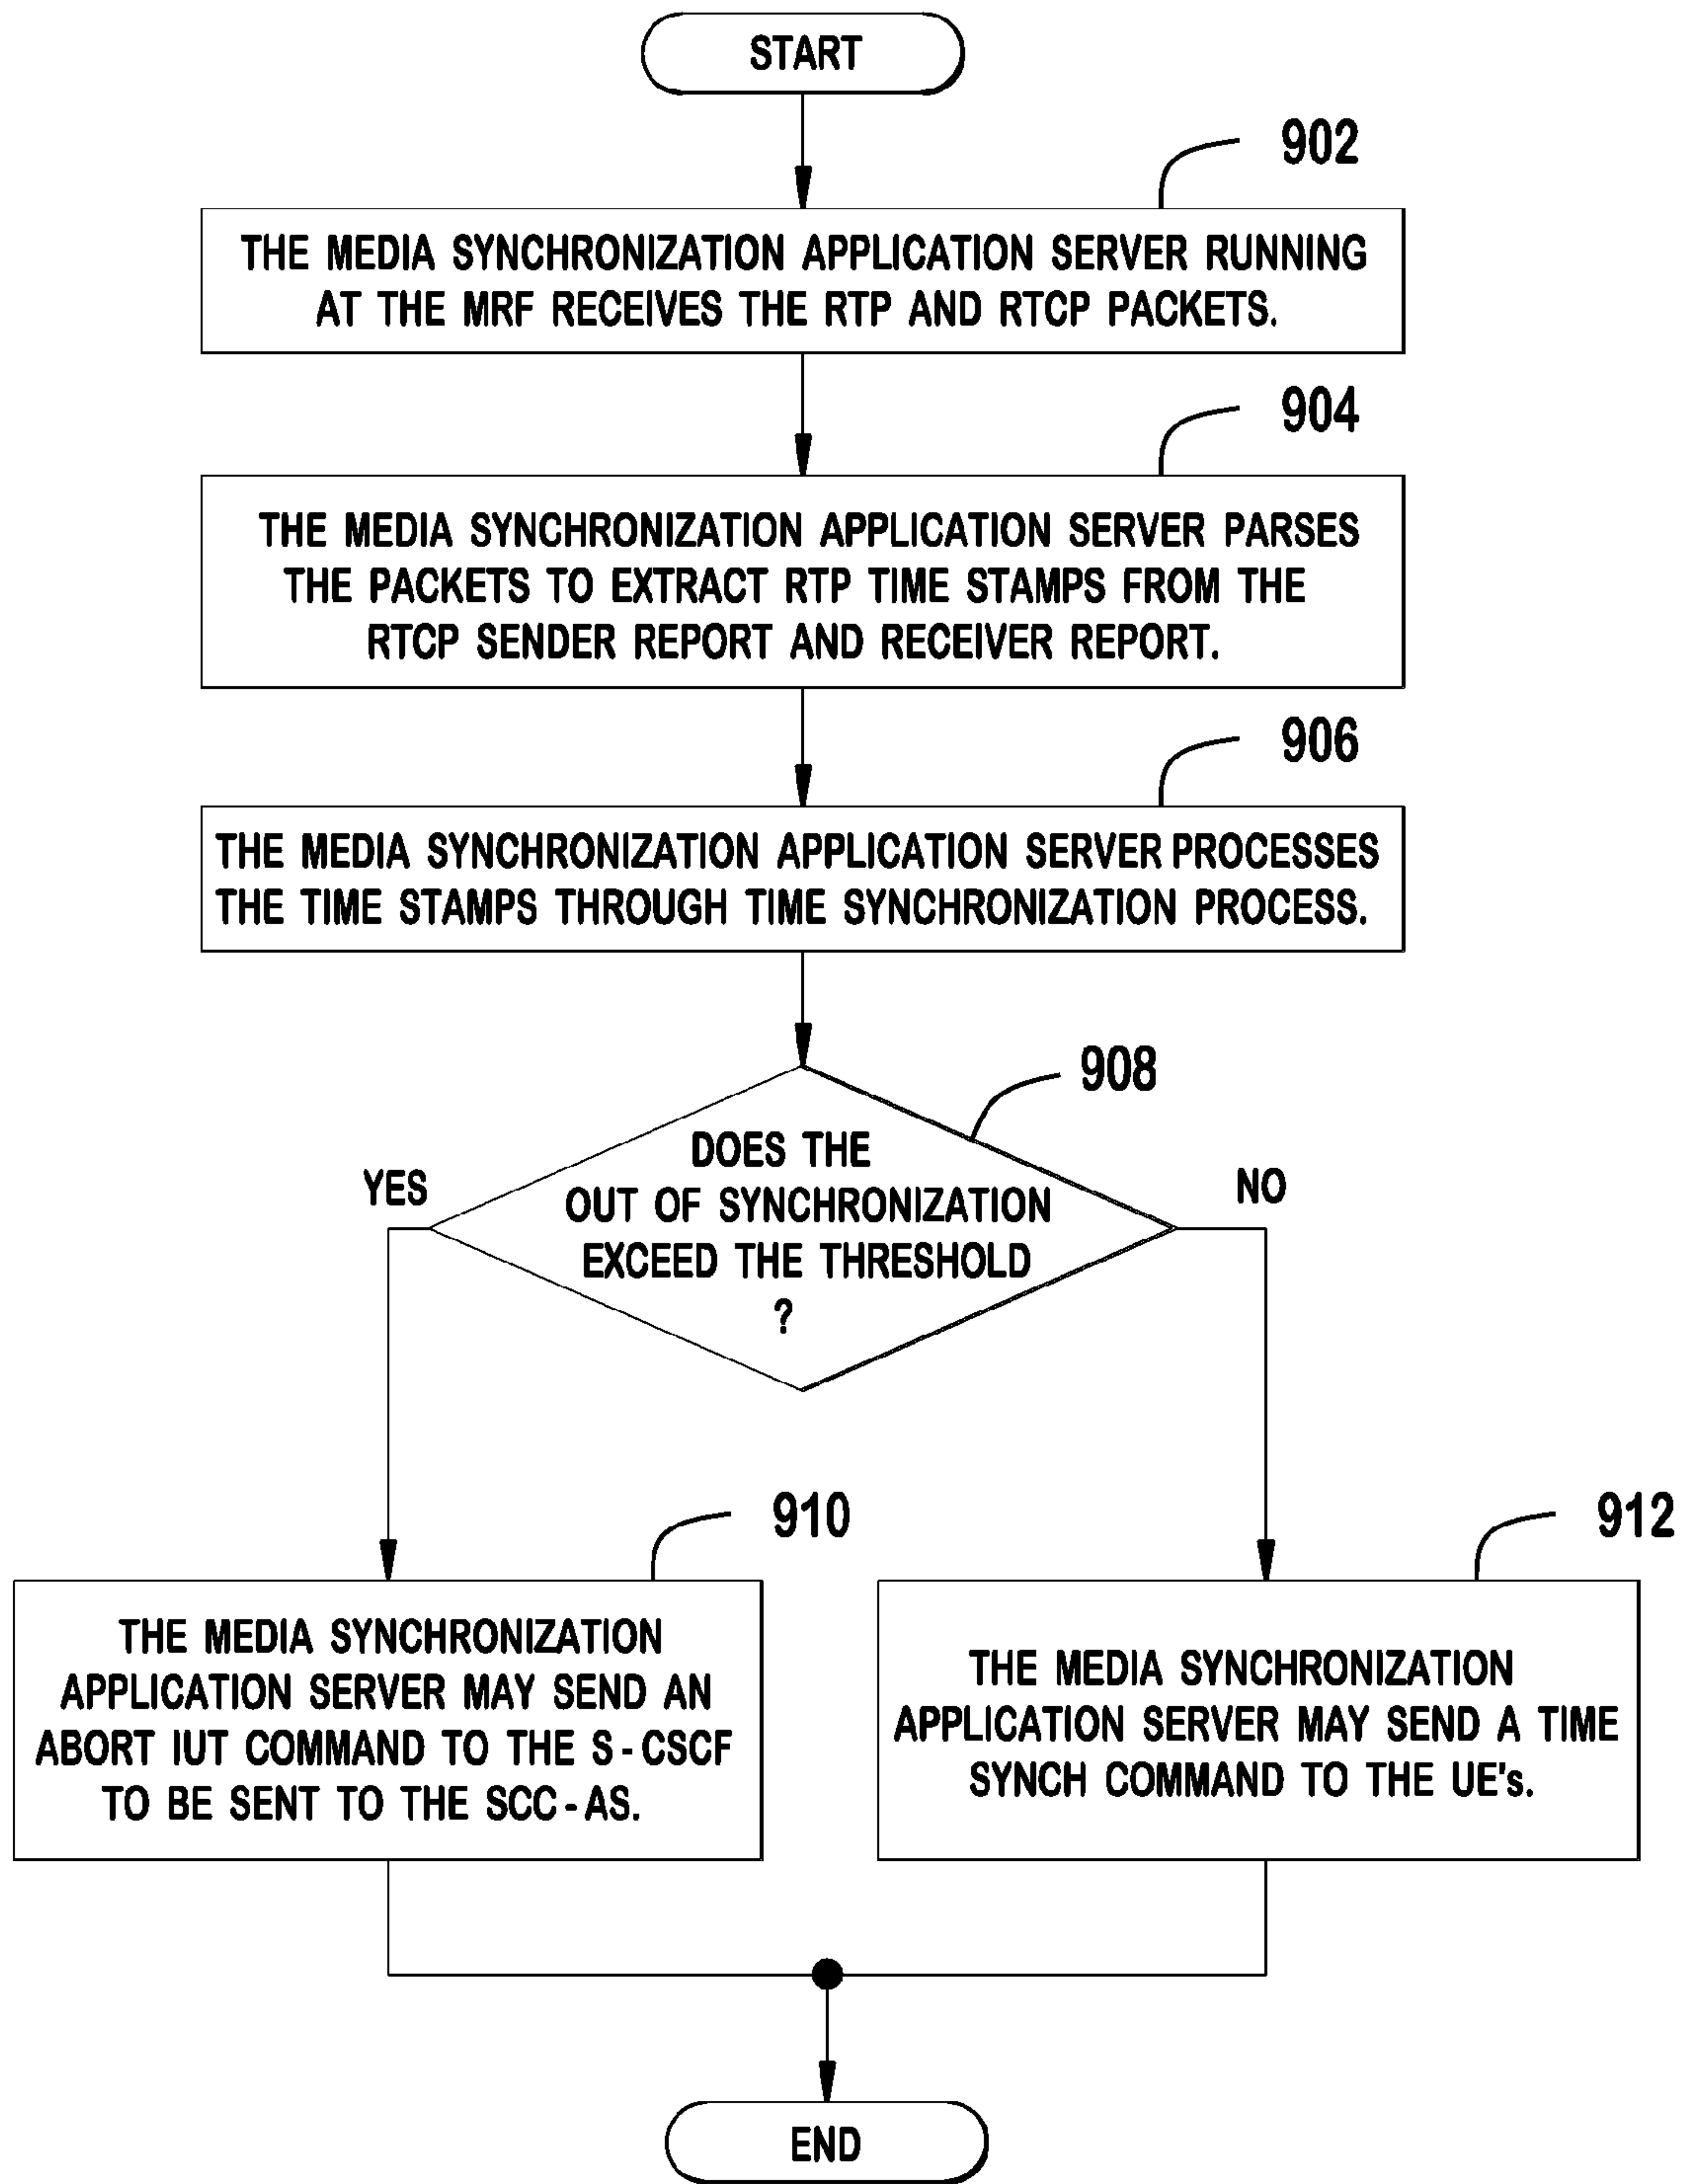 START
902
THE MEDIA SYNCHRONIZATION APPLICATION SERVER RUNNING
AT THE MRF RECEIVES THE RTP AND RTCP PACKETS.
904
THE MEDIA SYNCHRONIZATION APPLICATION SERVER PARSES
THE PACKETS TO EXTRACT RTP TIME STAMPS FROM THE
RTCP SENDER REPORT AND RECEIVER REPORT.
906
THE MEDIA SYNCHRONIZATION APPLICATION SERVER PROCESSES
THE TIME STAMPS THROUGH TIME SYNCHRONIZATION PROCESS.
908
DOES THE
OUT OF SYNCHRONIZATION
EXCEED THE THRESHOLD
?
YES
NO
910
THE MEDIA SYNCHRONIZATION
APPLICATION SERVER MAY SEND AN
ABORT IUT COMMAND TO THE S-CSCF
TO BE SENT TO THE SCC-AS.
912
THE MEDIA SYNCHRONIZATION
APPLICATION SERVER MAY SEND A TIME
SYNCH COMMAND TO THE UE's.
END